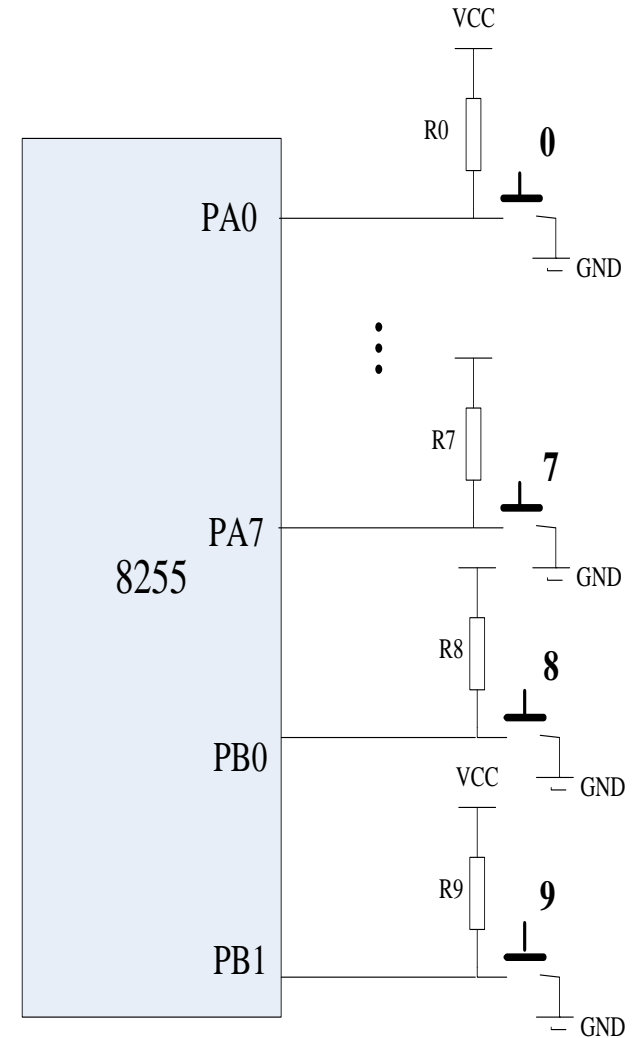 VCC
R0
0
PA0
GND
R7
7
PA7
GND
8255
R8
8
PB0
GND
VCC
R9
9
PB1
GND